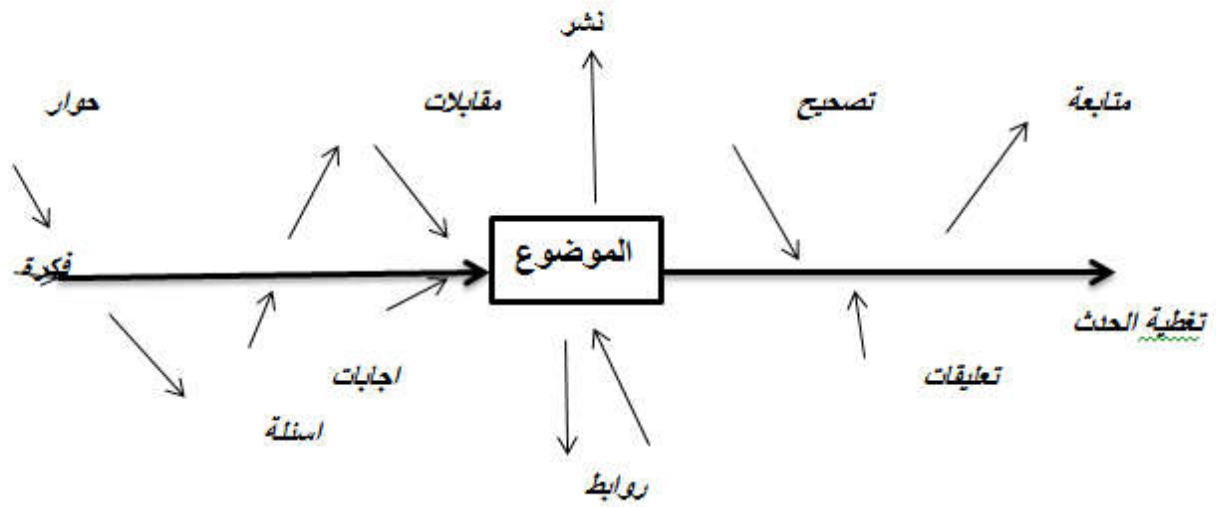 نشر
متابعة
تصحيح
مقابلات
حوار
الموضوع
فكرة
تغطية الحدث
تعليقات
اجابات
اسئلة
روابط